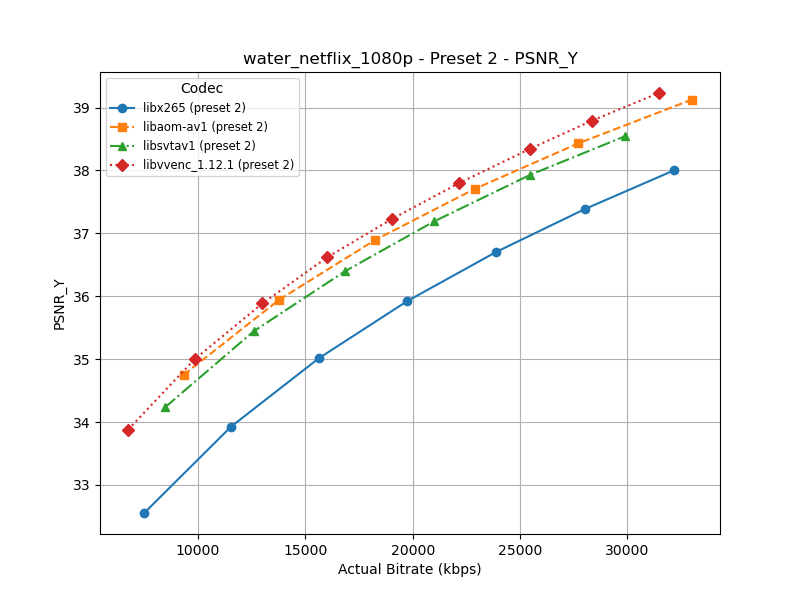 water_netflix_1080p - Preset 2 - PSNR_Y
Codec
libx265 (preset 2)
libaom-av1 (preset 2)
libsvtav1 (preset 2)
libvvenc_1.12.1 (preset 2)
39
38
37
36
35
34
33
PSNR_Y
10000 15000 20000 25000 30000
Actual Bitrate (kbps)